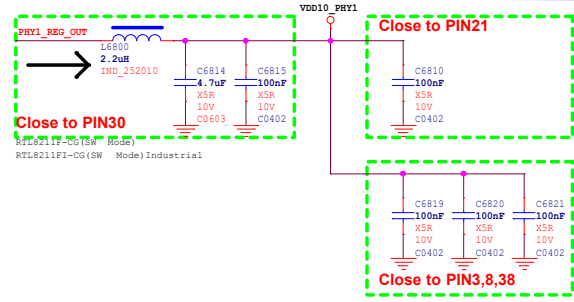 VDD10_PHY1
PHY1_REG_OUT
L6800
2.2uH
IND_252010
C6814
4.7uF
X5R
10V
C0603
C6815
100nF
X5R
10V
C0402
Close to PIN30
RTL8211F-CG(SW Mode)
RTL8211FI-CG(SW Mode)Industrial
Close to PIN21
C6810
100nF
X5R
10V
C0402
C6819
100nF
X5R
10V
C0402
C6820
100nF
X5R
10V
C0402
C6821
100nF
X5R
10V
C0402
Close to PIN3,8,38